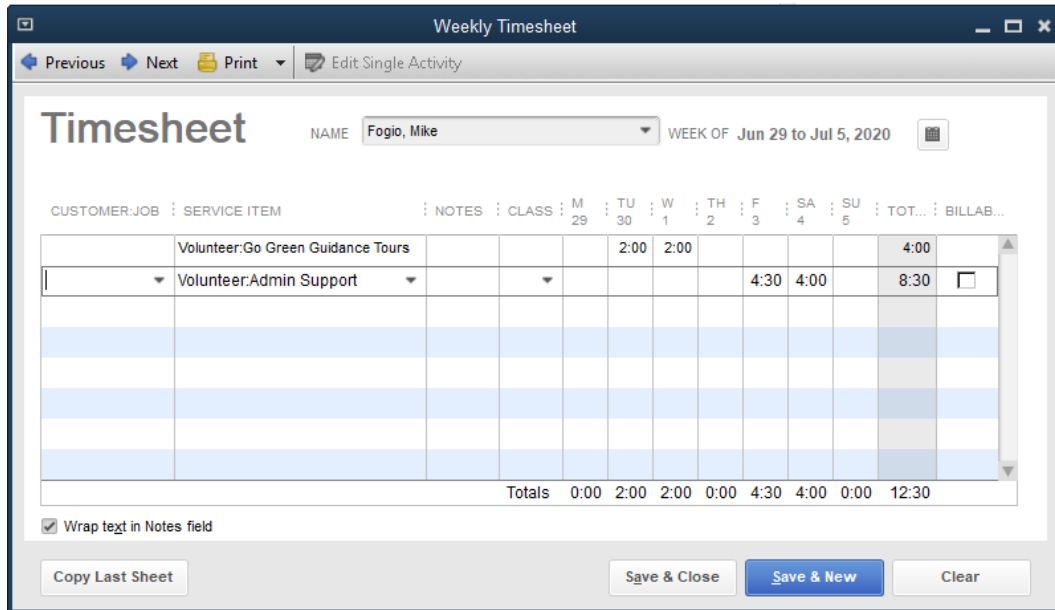 Weekly Timesheet
Previous Next Print Edit Single Activity
Timesheet NAME Fogio, Mike WEEK OF Jun 29 to Jul 5, 2020
CUSTOMER:JOB SERVICE ITEM NOTES CLASS M 29 TU 30 W 1 TH 2 F 3 SA 4 SU 5 TOT... BILLAB...
Volunteer:Go Green Guidance Tours 2:00 2:00 4:00
Volunteer:Admin Support 4:30 4:00 8:30
Totals 0:00 2:00 2:00 0:00 4:30 4:00 0:00 12:30
Wrap text in Notes field
Copy Last Sheet Save & Close Save & New Clear